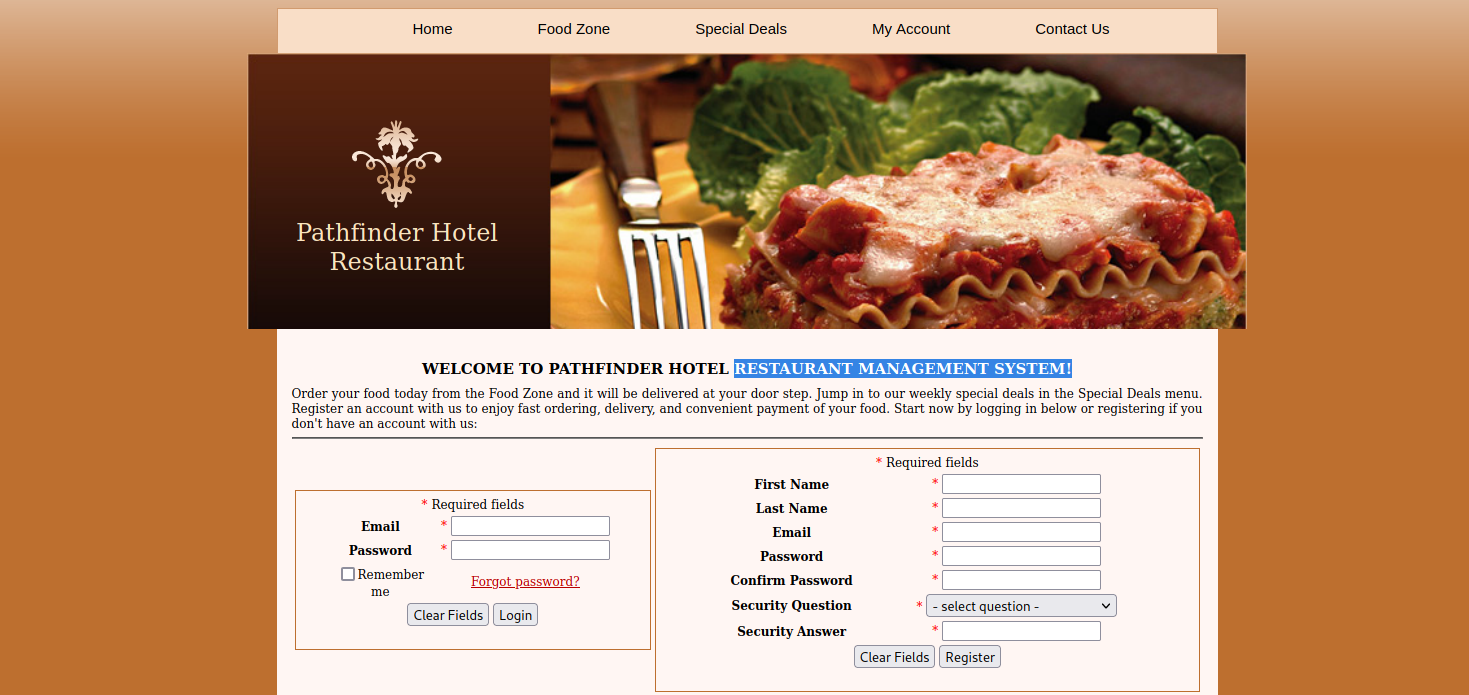 Home Food Zone Special Deals My Account Contact Us
Pathfinder Hotel
Restaurant
WELCOME TO PATHFINDER HOTEL RESTAURANT MANAGEMENT SYSTEM!
Order your food today from the Food Zone and it will be delivered at your door step. Jump in to our weekly special deals in the Special Deals menu.
Register an account with us to enjoy fast ordering, delivery, and convenient payment of your food. Start now by logging in below or registering if you
don't have an account with us:
* Required fields
Email *
Password *
Remember
me
Forgot password?
Clear Fields Login
* Required fields
First Name *
Last Name *
Email *
Password *
Confirm Password *
Security Question * - select question -
Security Answer *
Clear Fields Register